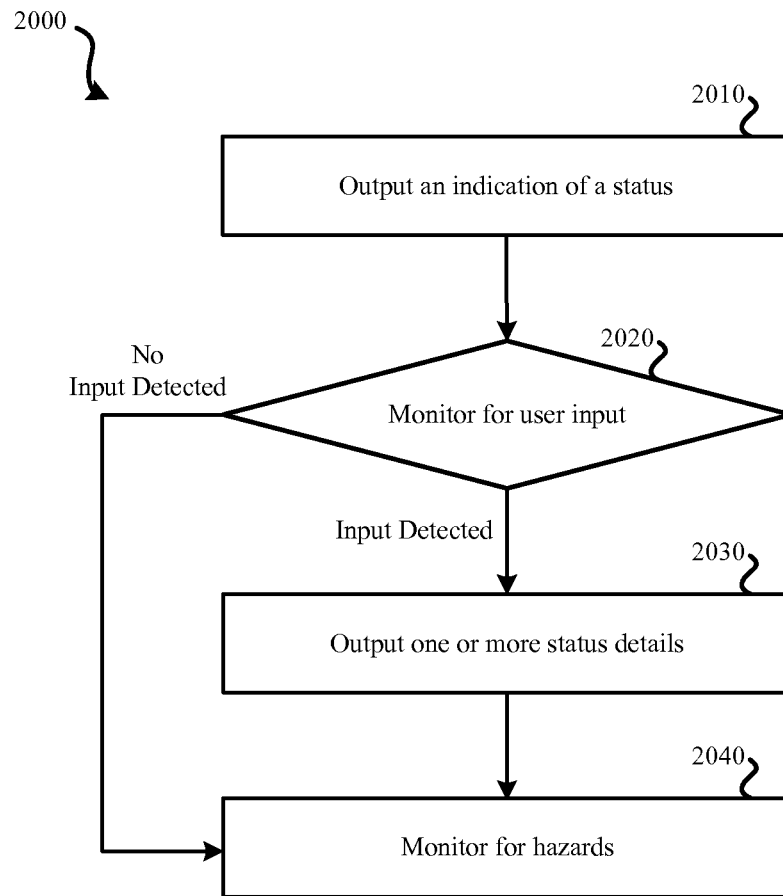 2000
2010
Output an indication of a status
2020
No
Input Detected
Monitor for user input
Input Detected
2030
Output one or more status details
2040
Monitor for hazards